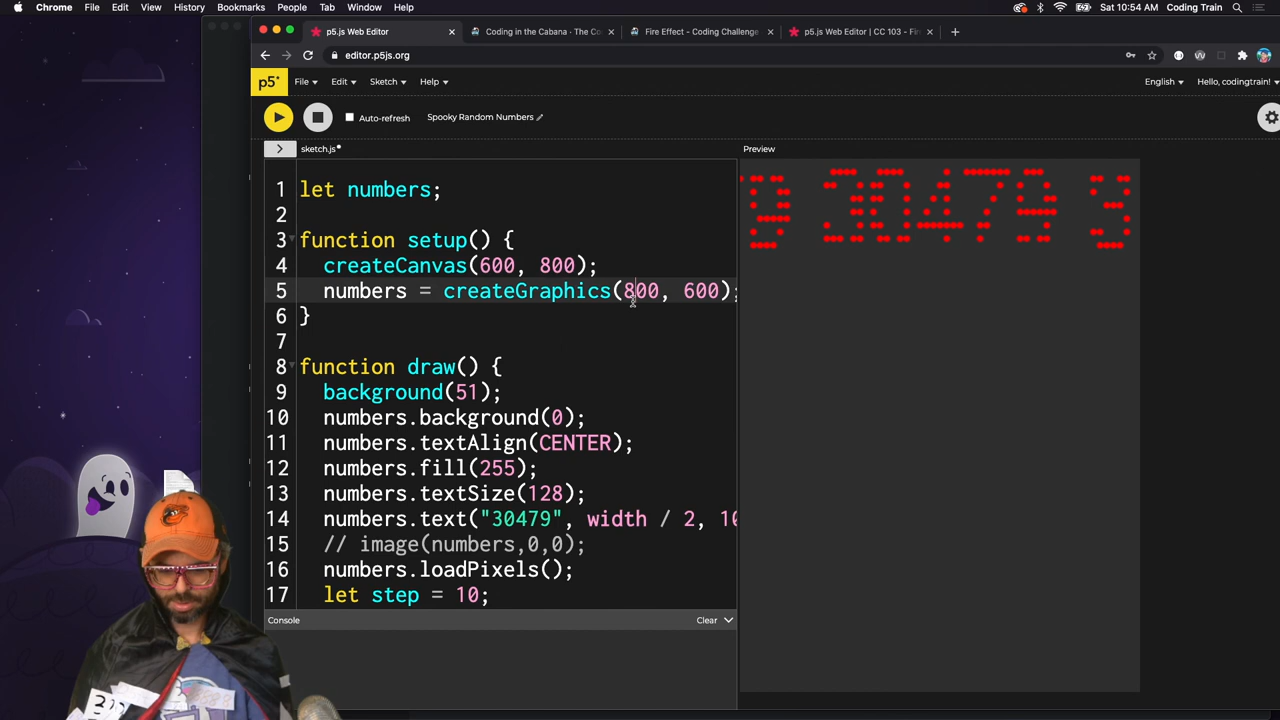 Chrome File Edit View History Bookmarks People Tab Window Help Sat 10:54 AM Coding Train
p5.js Web Editor Coding in the Cabana · The Co Fire Effect - Coding Challenge p5.js Web Editor | CC 103 - Fir
editor.p5js.org
p5* File Edit Sketch Help English Hello, codingtrain!
Auto-refresh Spooky Random Numbers
sketch.js Preview
1 let numbers;
2
3 function setup() {
4 createCanvas(600, 800);
5 numbers = createGraphics(800, 600);
6 }
7
8 function draw() {
9 background(51);
10 numbers.background(0);
11 numbers.textAlign(CENTER);
12 numbers.fill(255);
13 numbers.textSize(128);
14 numbers.text("30479", width / 2, 10
15 // image(numbers,0,0);
16 numbers.loadPixels();
17 let step = 10;
Console Clear
9 30479 3